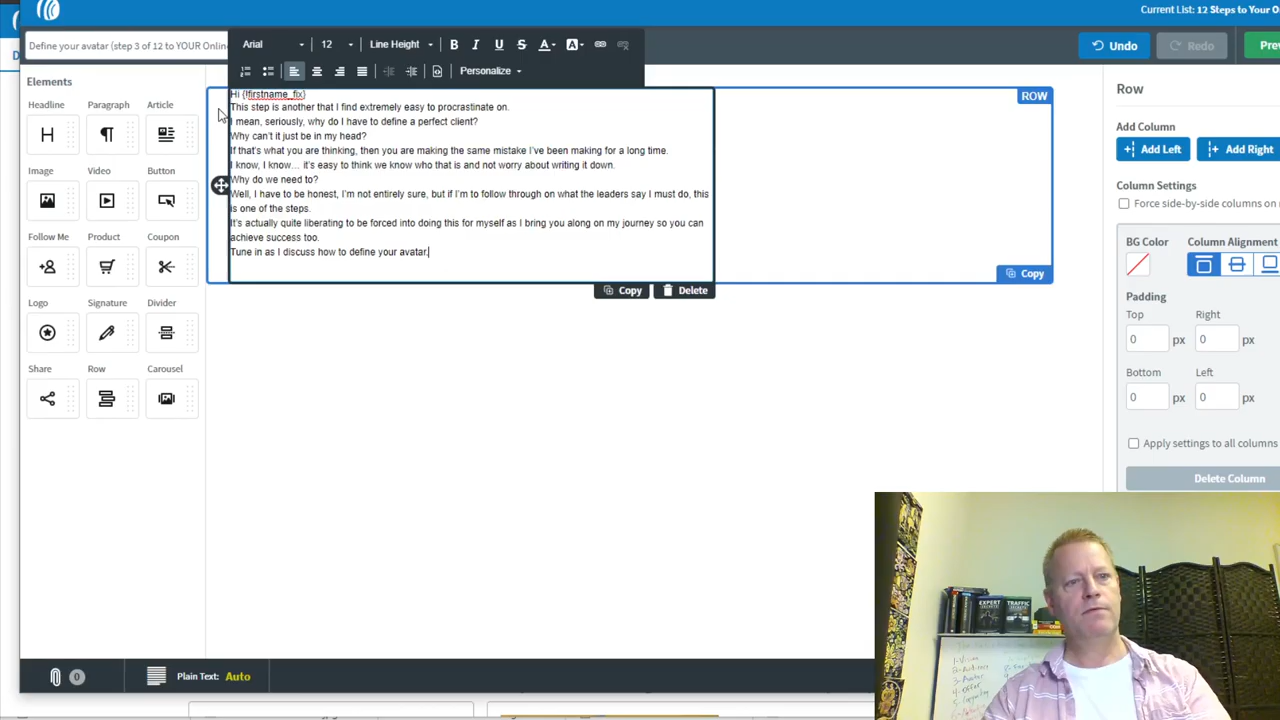 Current List: 12 Steps to Your O
Define your avatar (step 3 of 12 to YOUR Onlin
Arial
12
Line Height
B I U S A A
Personalize
Undo
Redo
Prev
Elements
Headline
Paragraph
Article
H
Image
Video
Button
Follow Me
Product
Coupon
Logo
Signature
Divider
Share
Row
Carousel
Hi {!firstname_fix}
This step is another that I find extremely easy to procrastinate on.
I mean, seriously, why do I have to define a perfect client?
Why can't it just be in my head?
If that's what you are thinking, then you are making the same mistake I've been making for a long time.
I know, I know… it's easy to think we know who that is and not worry about writing it down.
Why do we need to?
Well, I have to be honest, I'm not entirely sure, but if I'm to follow through on what the leaders say I must do, this
is one of the steps.
It's actually quite liberating to be forced into doing this for myself as I bring you along on my journey so you can
achieve success too.
Tune in as I discuss how to define your avatar.
ROW
Copy
Copy
Delete
Row
Add Column
Add Left
Add Right
Column Settings
Force side-by-side columns on
BG Color
Column Alignment
Padding
Top
Right
0 px
0 px
Bottom
Left
0 px
0 px
Apply settings to all columns
Delete Column
0
Plain Text: Auto
EXPERT
SECRETS
TRAFFIC
SECRETS